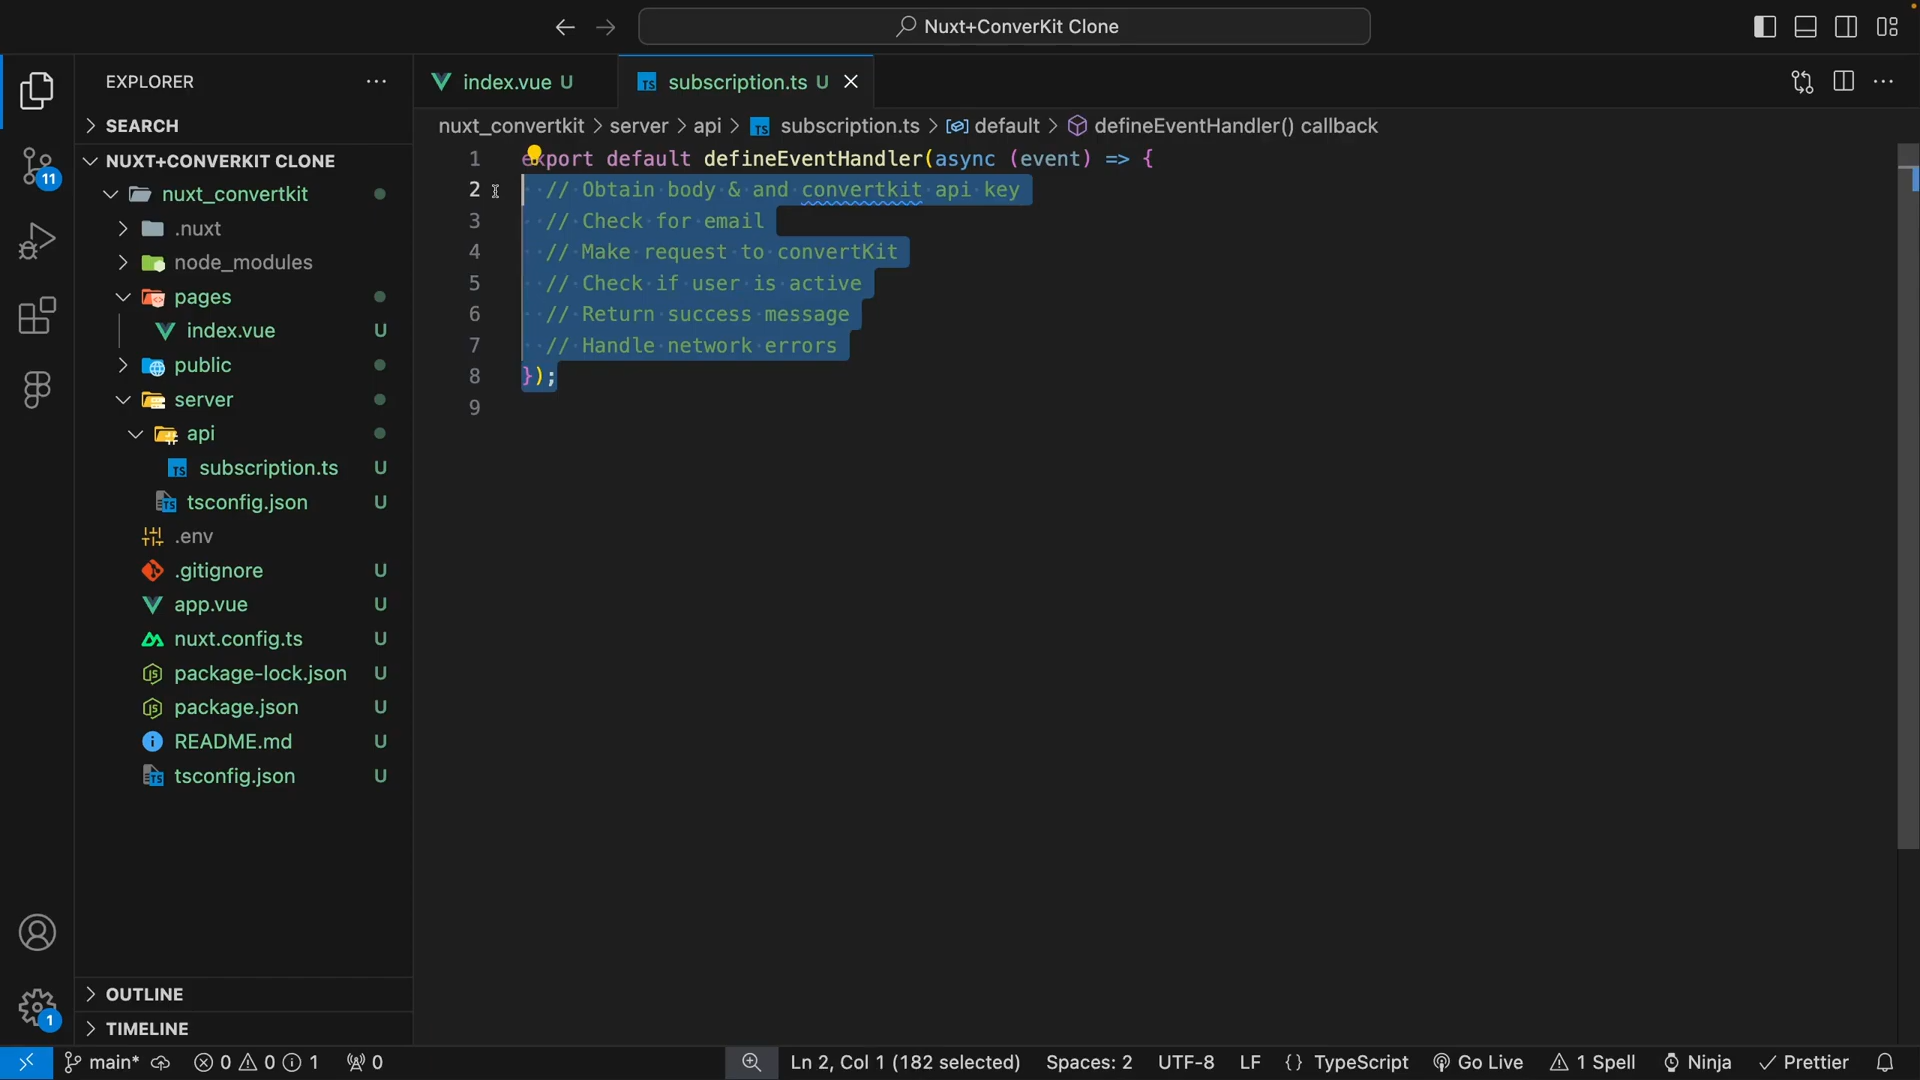 Nuxt+ConverKit Clone
EXPLORER
SEARCH
NUXT+CONVERKIT CLONE
nuxt_convertkit
.nuxt
node_modules
pages
index.vue U
public
server
api
subscription.ts U
tsconfig.json U
.env
.gitignore U
app.vue U
nuxt.config.ts U
package-lock.json U
package.json U
README.md U
tsconfig.json U
OUTLINE
TIMELINE
11
1
index.vue U
TS subscription.ts U
nuxt_convertkit > server > api > TS subscription.ts > default > defineEventHandler() callback
1 export default defineEventHandler(async (event) => {
2 // Obtain body & and convertkit api key
3 // Check for email
4 // Make request to convertKit
5 // Check if user is active
6 // Return success message
7 // Handle network errors
8 });
9
main* 0 0 1 0 Ln 2, Col 1 (182 selected) Spaces: 2 UTF-8 LF {} TypeScript Go Live 1 Spell Ninja Prettier